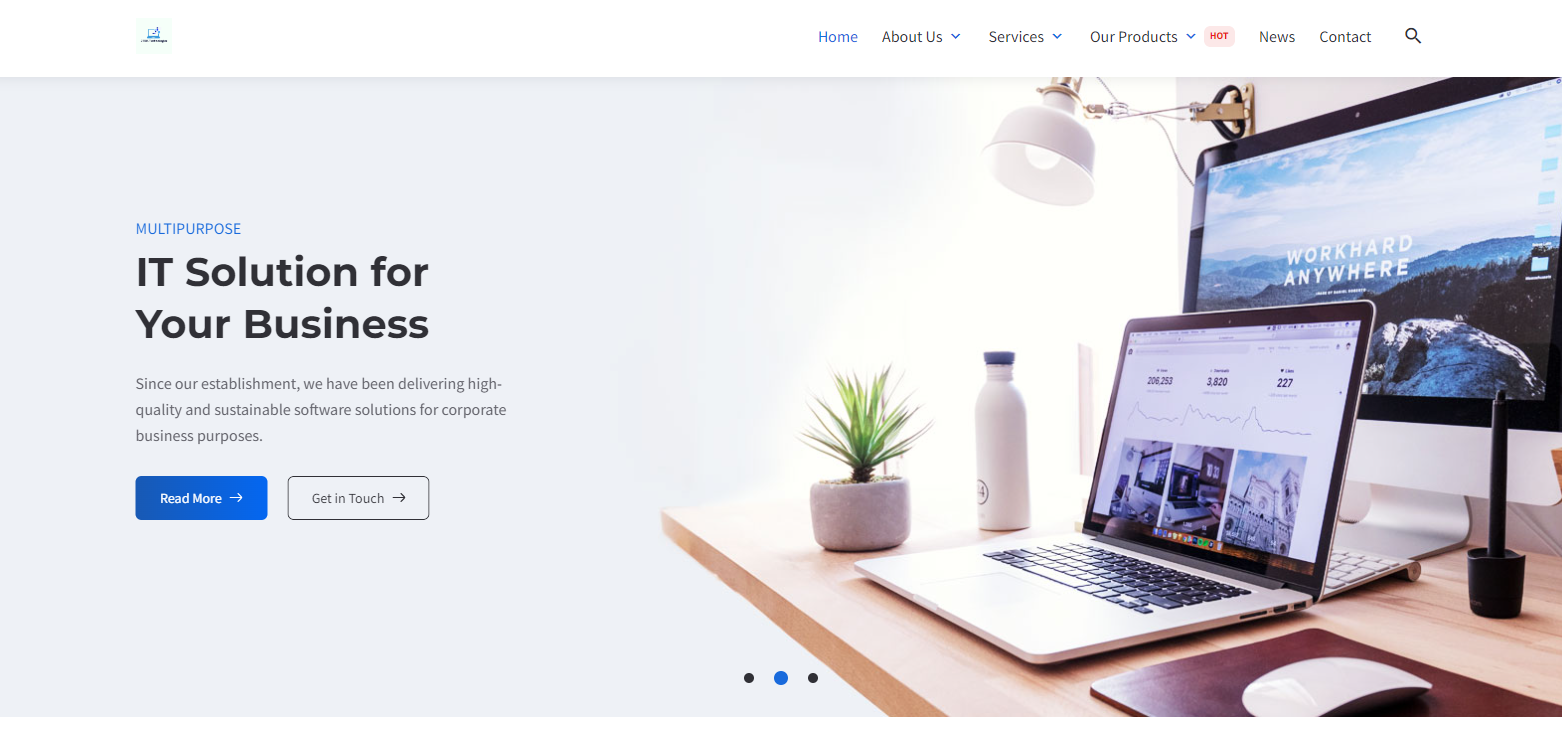 Home About Us Services Our Products HOT News Contact
MULTIPURPOSE
IT Solution for
Your Business
Since our establishment, we have been delivering high-
quality and sustainable software solutions for corporate
business purposes.
Read More Get in Touch
WORKHARD
ANYWHERE
206,253 3,820 227